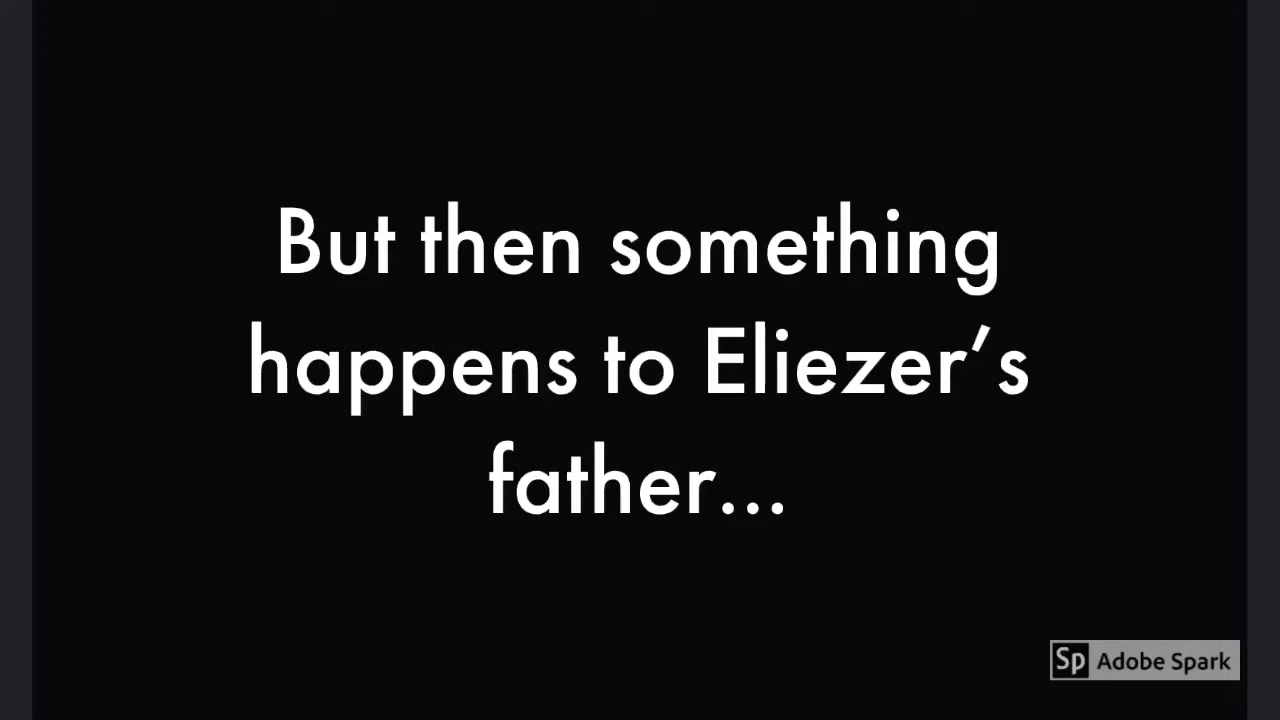 But then something
happens to Eliezer’s
father...
Sp Adobe Spark